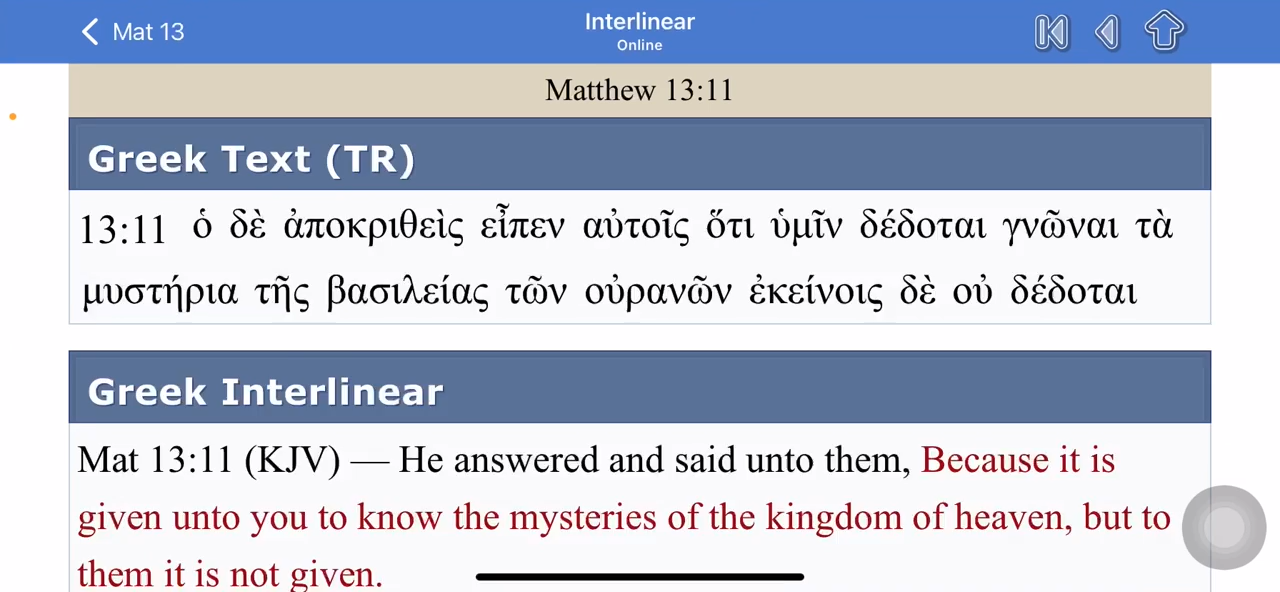 Mat 13
Interlinear
Online
Matthew 13:11
Greek Text (TR)
13:11 ὁ δὲ ἀποκριθεὶς εἶπεν αὐτοῖς ὅτι ὑμῖν δέδοται γνῶναι τὰ
μυστήρια τῆς βασιλείας τῶν οὐρανῶν ἐκείνοις δὲ οὐ δέδοται
Greek Interlinear
Mat 13:11 (KJV) — He answered and said unto them, Because it is
given unto you to know the mysteries of the kingdom of heaven, but to
them it is not given.